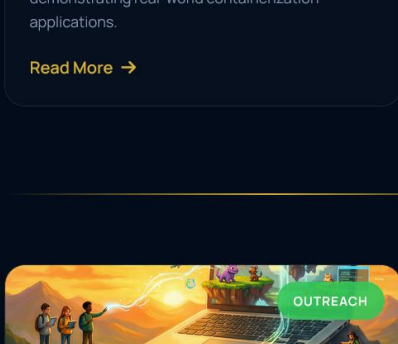 demonstrating real-world containerization
applications.
Read More →
OUTREACH